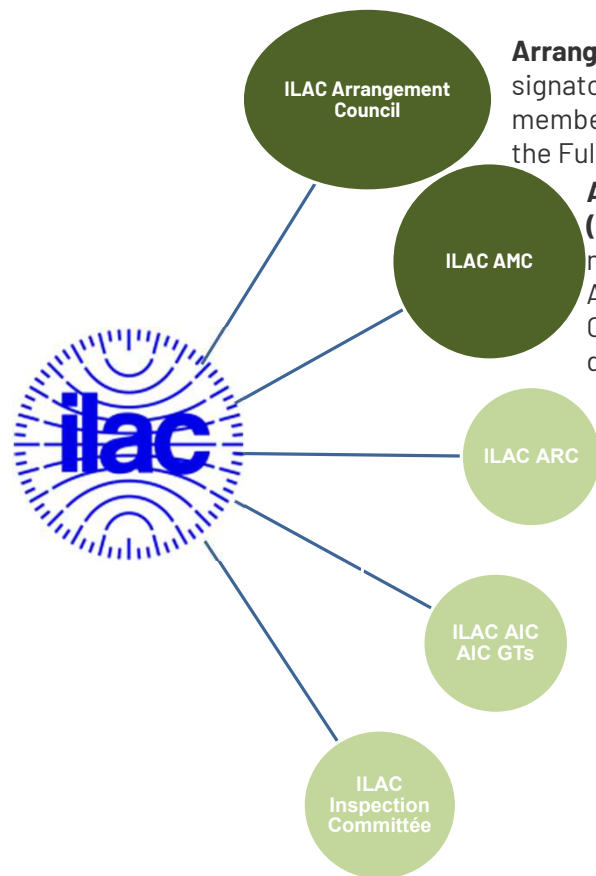 ILAC Arrangement
Council
signato
membe
the Ful
ILAC AMC
ilac
ILAC ARC
ILAC AIC
AIC GTs
ILAC
Inspection
Committée